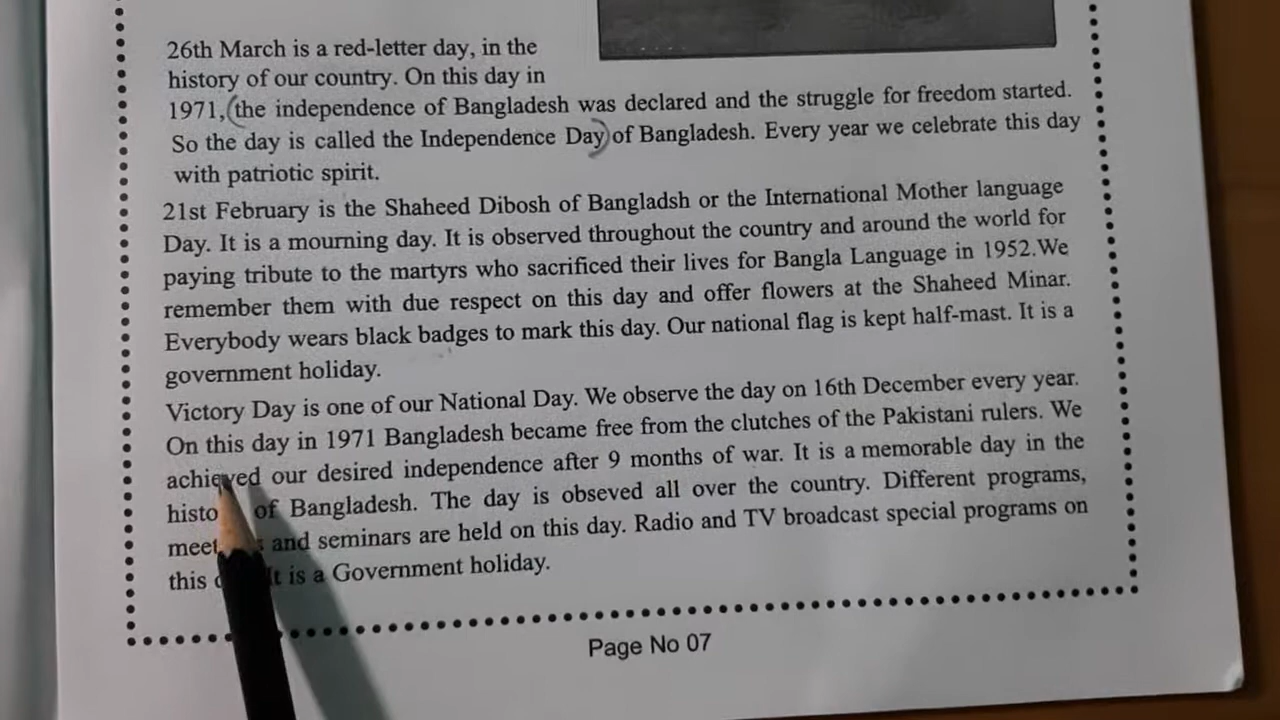 26th March is a red-letter day, in the
history of our country. On this day in
1971, the independence of Bangladesh was declared and the struggle for freedom started.
So the day is called the Independence Day of Bangladesh. Every year we celebrate this day
with patriotic spirit.
21st February is the Shaheed Dibosh of Bangladsh or the International Mother language
Day. It is a mourning day. It is observed throughout the country and around the world for
paying tribute to the martyrs who sacrificed their lives for Bangla Language in 1952.We
remember them with due respect on this day and offer flowers at the Shaheed Minar.
Everybody wears black badges to mark this day. Our national flag is kept half-mast. It is a
government holiday.
Victory Day is one of our National Day. We observe the day on 16th December every year.
On this day in 1971 Bangladesh became free from the clutches of the Pakistani rulers. We
achieved our desired independence after 9 months of war. It is a memorable day in the
of Bangladesh. The day is obseved all over the country. Different programs,
and seminars are held on this day. Radio and TV broadcast special programs on
this It is a Government holiday.
Page No 07